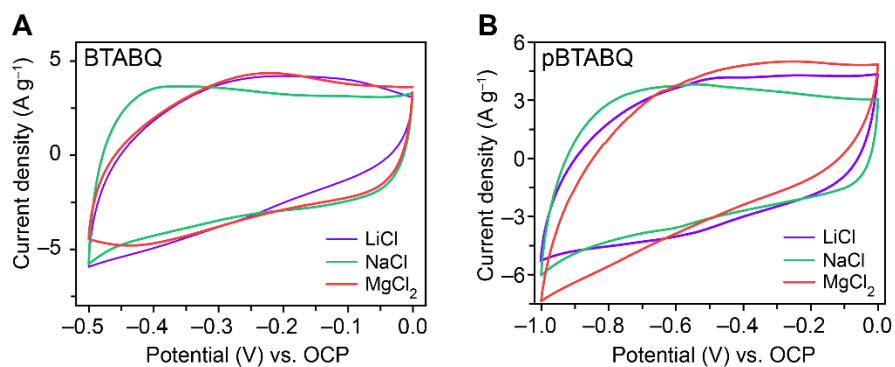 A
BTABQ
Current density (A g⁻¹)
5
0
−5
LiCl
NaCl
MgCl₂
−0.5 −0.4 −0.3 −0.2 −0.1 0.0
Potential (V) vs. OCP
B
pBTABQ
Current density (A g⁻¹)
6
3
0
−3
−6
LiCl
NaCl
MgCl₂
−1.0 −0.8 −0.6 −0.4 −0.2 0.0
Potential (V) vs. OCP